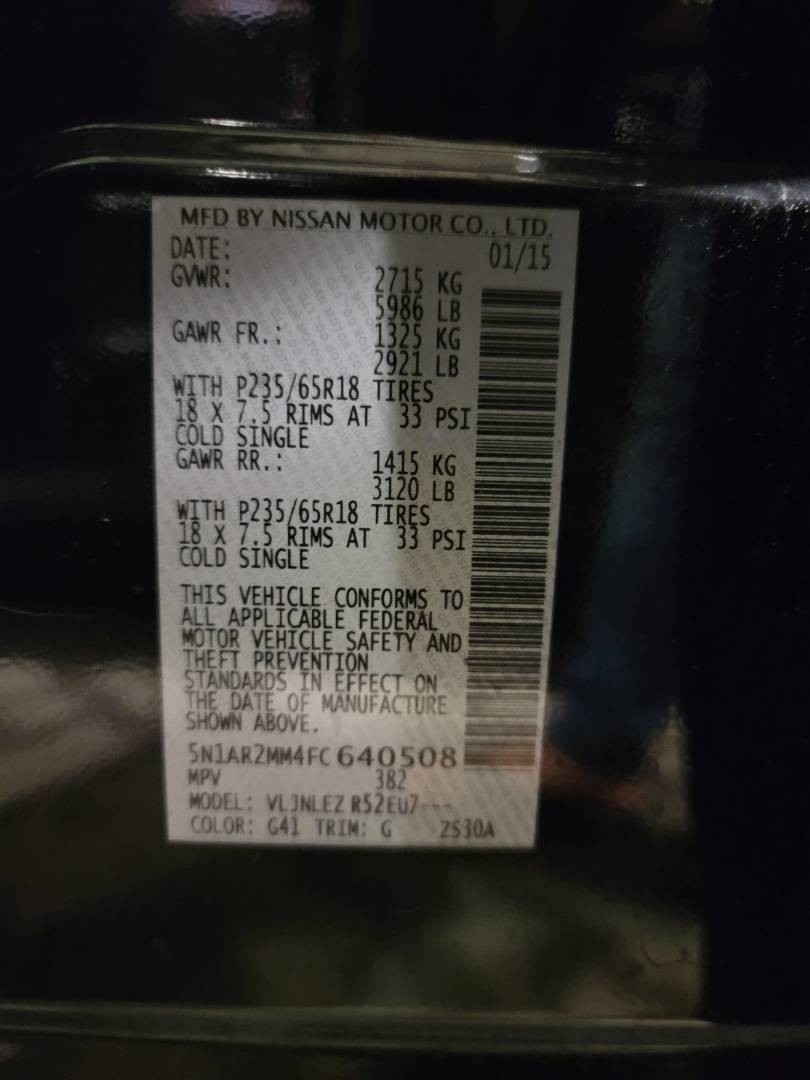 MFD BY NISSAN MOTOR CO., LTD.
DATE: 01/15
GVWR: 2715 KG
5986 LB
GAWR FR.: 1325 KG
2921 LB
WITH P235/65R18 TIRES
18 X 7.5 RIMS AT 33 PSI
COLD SINGLE
GAWR RR.: 1415 KG
3120 LB
WITH P235/65R18 TIRES
18 X 7.5 RIMS AT 33 PSI
COLD SINGLE
THIS VEHICLE CONFORMS TO
ALL APPLICABLE FEDERAL
MOTOR VEHICLE SAFETY AND
THEFT PREVENTION
STANDARDS IN EFFECT ON
THE DATE OF MANUFACTURE
SHOWN ABOVE.
5N1AR2MM4FC640508
MPV 382
MODEL: VLJNLEZ R52EU7---
COLOR: G41 TRIM: G ZS30A